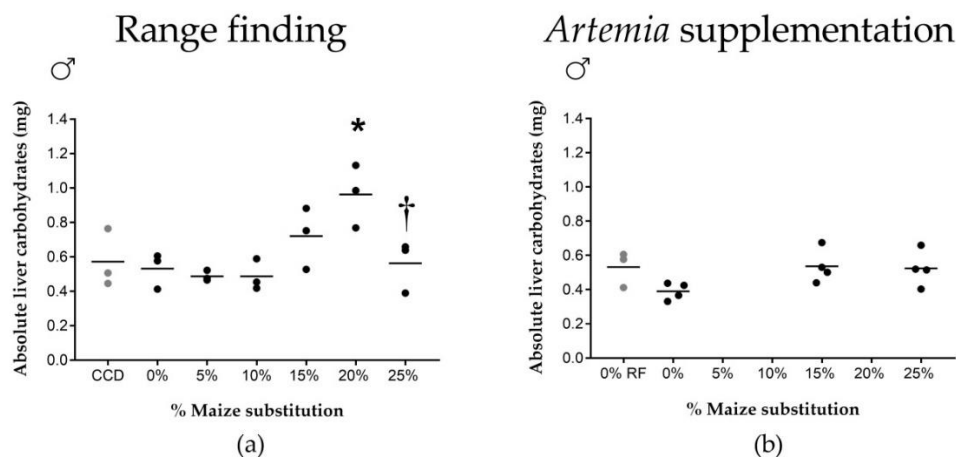 Range finding
♂
Absolute liver carbohydrates (mg)
1.4
1.2
1.0
0.8
0.6
0.4
0.2
0.0
*
†
CCD 0% 5% 10% 15% 20% 25%
% Maize substitution
(a)
Artemia supplementation
♂
Absolute liver carbohydrates (mg)
1.4
1.2
1.0
0.8
0.6
0.4
0.2
0.0
0% RF 0% 5% 10% 15% 20% 25%
% Maize substitution
(b)